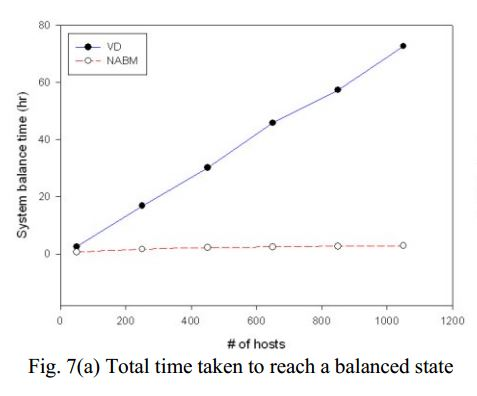 80
VD
NABM
60
40
20
0
System balance time (hr)
0 200 400 600 800 1000 1200
# of hosts
Fig. 7(a) Total time taken to reach a balanced state